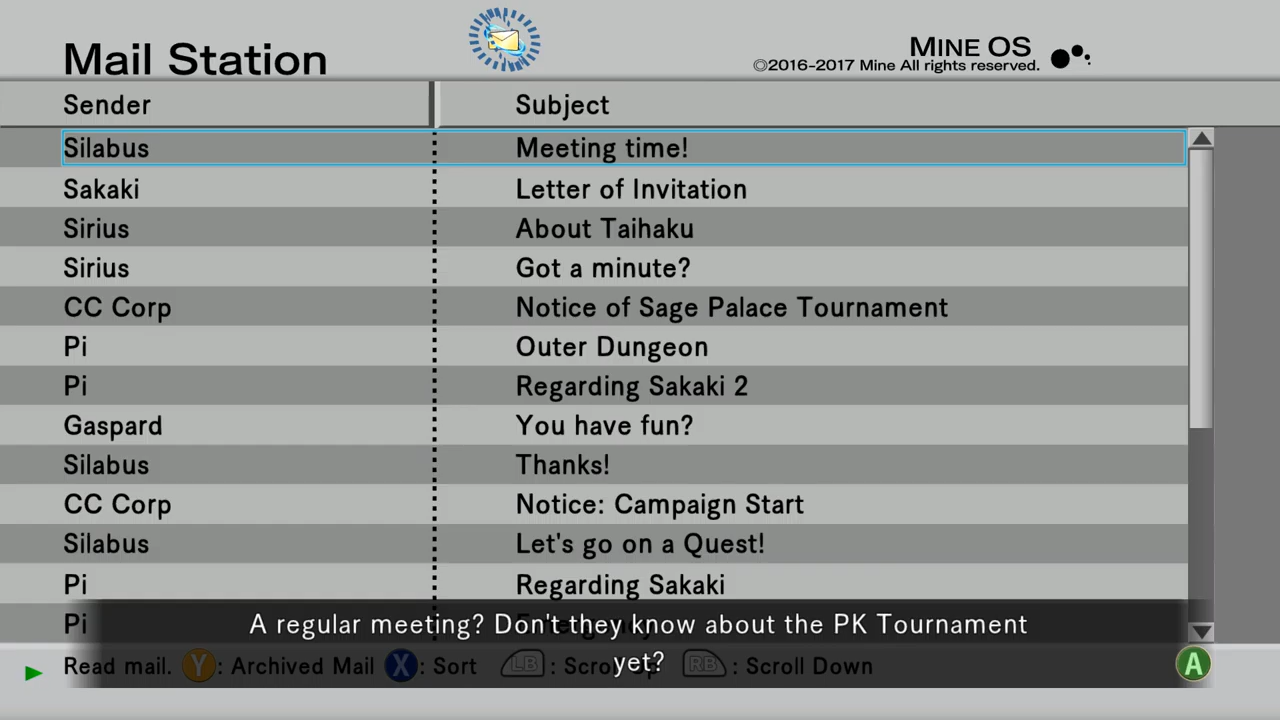 Mail Station
MINE OS
©2016-2017 Mine All rights reserved.
Sender Subject
Silabus Meeting time!
Sakaki Letter of Invitation
Sirius About Taihaku
Sirius Got a minute?
CC Corp Notice of Sage Palace Tournament
Pi Outer Dungeon
Pi Regarding Sakaki 2
Gaspard You have fun?
Silabus Thanks!
CC Corp Notice: Campaign Start
Silabus Let's go on a Quest!
Pi Regarding Sakaki
Pi
A regular meeting? Don't they know about the PK Tournament
yet?
Read mail. Y : Archived Mail X : Sort LB : Scroll Up RB : Scroll Down
A